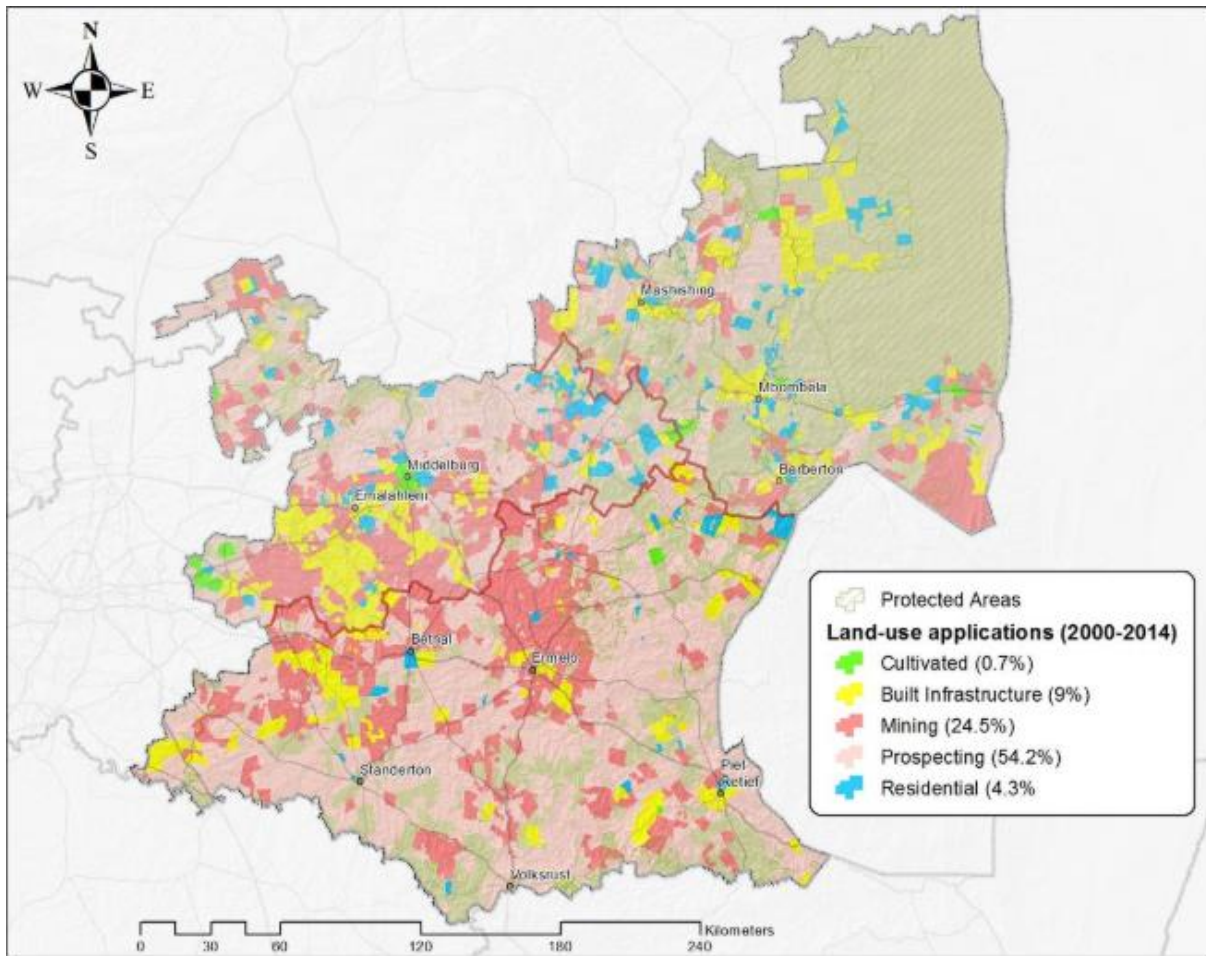 N
W E
S
Mashishing
Mbombela
Middelburg
Barberton
Emalahleni
Bethal
Ermelo
Standerton
Piet
Retief
Volksrust
Protected Areas
Land-use applications (2000-2014)
Cultivated (0.7%)
Built Infrastructure (9%)
Mining (24.5%)
Prospecting (54.2%)
Residential (4.3%
Kilometers
0 30 60 120 180 240